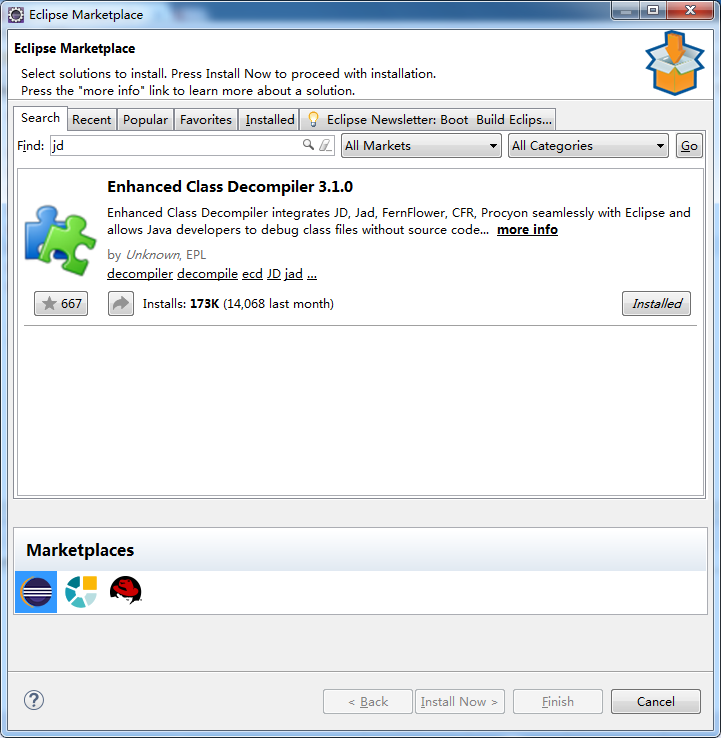 Eclipse Marketplace
Eclipse Marketplace
Select solutions to install. Press Install Now to proceed with installation.
Press the "more info" link to learn more about a solution.
Search Recent Popular Favorites Installed Eclipse Newsletter: Boot Build Eclips...
Find: jd All Markets All Categories Go
Enhanced Class Decompiler 3.1.0
Enhanced Class Decompiler integrates JD, Jad, FernFlower, CFR, Procyon seamlessly with Eclipse and
allows Java developers to debug class files without source code... more info
by Unknown, EPL
decompiler decompile ecd JD jad ...
667 Installs: 173K (14,068 last month) Installed
Marketplaces
? < Back Install Now > Finish Cancel